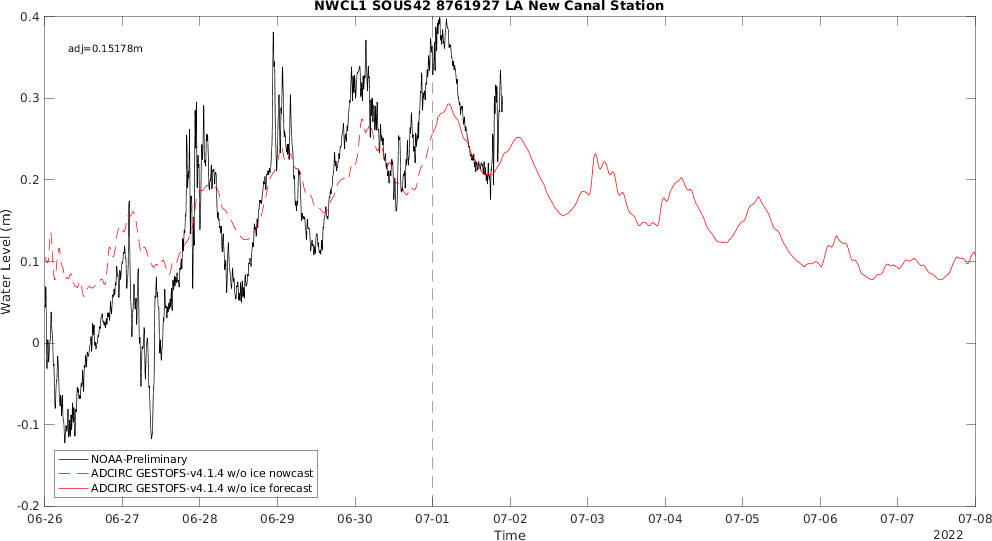 NWCL1 SOUS42 8761927 LA New Canal Station
adj=0.15178m
Water Level (m)
0.4
0.3
0.2
0.1
0
-0.1
-0.2
NOAA-Preliminary
ADCIRC GESTOFS-v4.1.4 w/o ice nowcast
ADCIRC GESTOFS-v4.1.4 w/o ice forecast
06-26 06-27 06-28 06-29 06-30 07-01 07-02 07-03 07-04 07-05 07-06 07-07 07-08
Time
2022